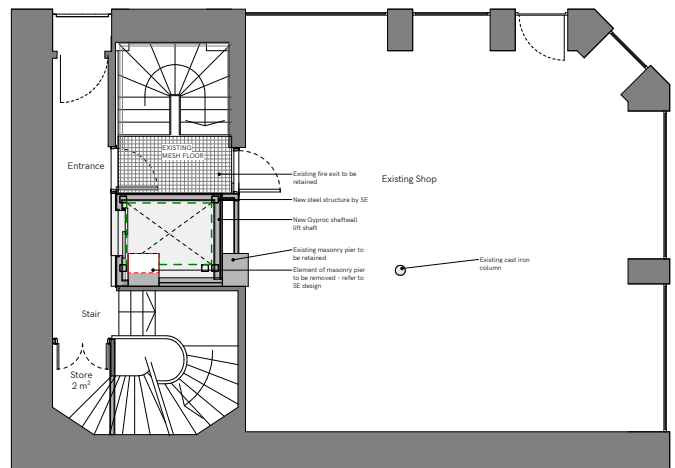 EXISTING
MESH FLOOR
Entrance
Existing fire exit to be
retained
Existing Shop
New steel structure by SE
New Gyproc shaftwall
lift shaft
Existing masonry pier to
be retained
Existing cast iron
column
Element of masonry pier
to be removed - refer to
SE design
Stair
Store
2 m²